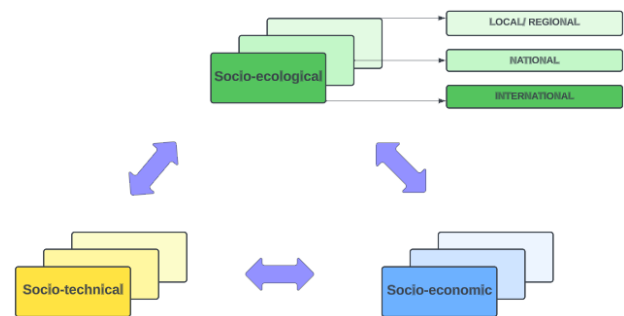 LOCAL/ REGIONAL
NATIONAL
Socio-ecological
INTERNATIONAL
Socio-technical
Socio-economic